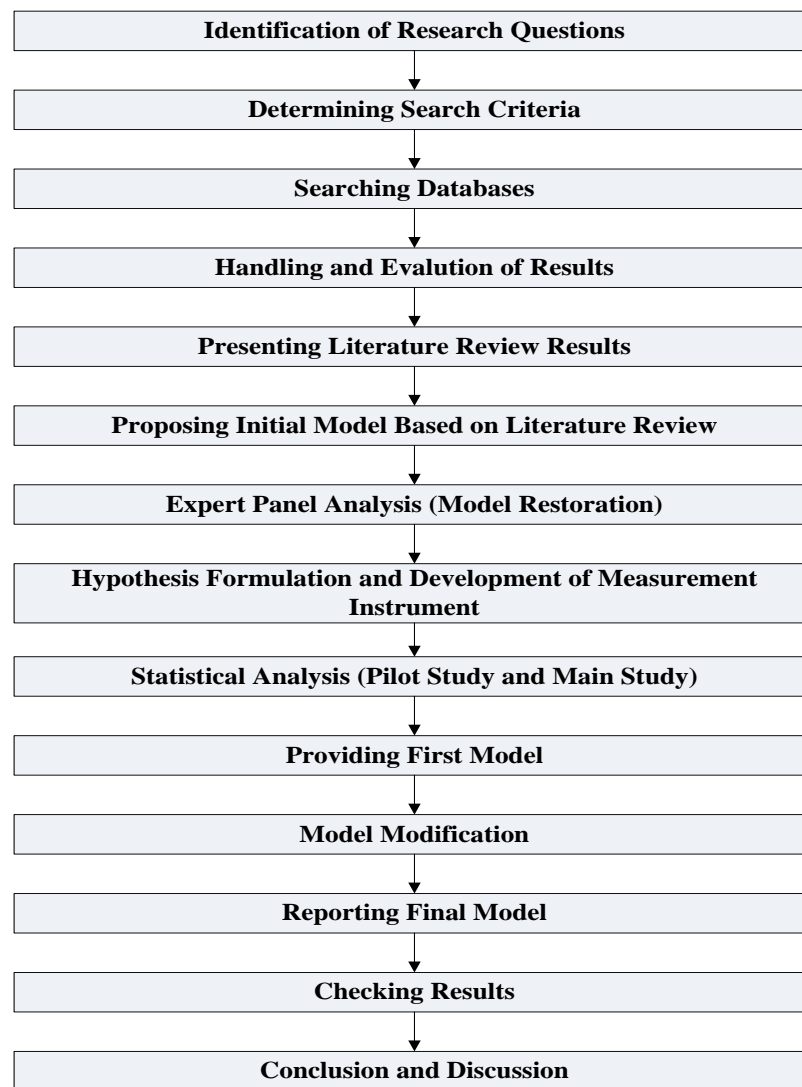 Identification of Research Questions
Determining Search Criteria
Searching Databases
Handling and Evalution of Results
Presenting Literature Review Results
Proposing Initial Model Based on Literature Review
Expert Panel Analysis (Model Restoration)
Hypothesis Formulation and Development of Measurement
Instrument
Statistical Analysis (Pilot Study and Main Study)
Providing First Model
Model Modification
Reporting Final Model
Checking Results
Conclusion and Discussion